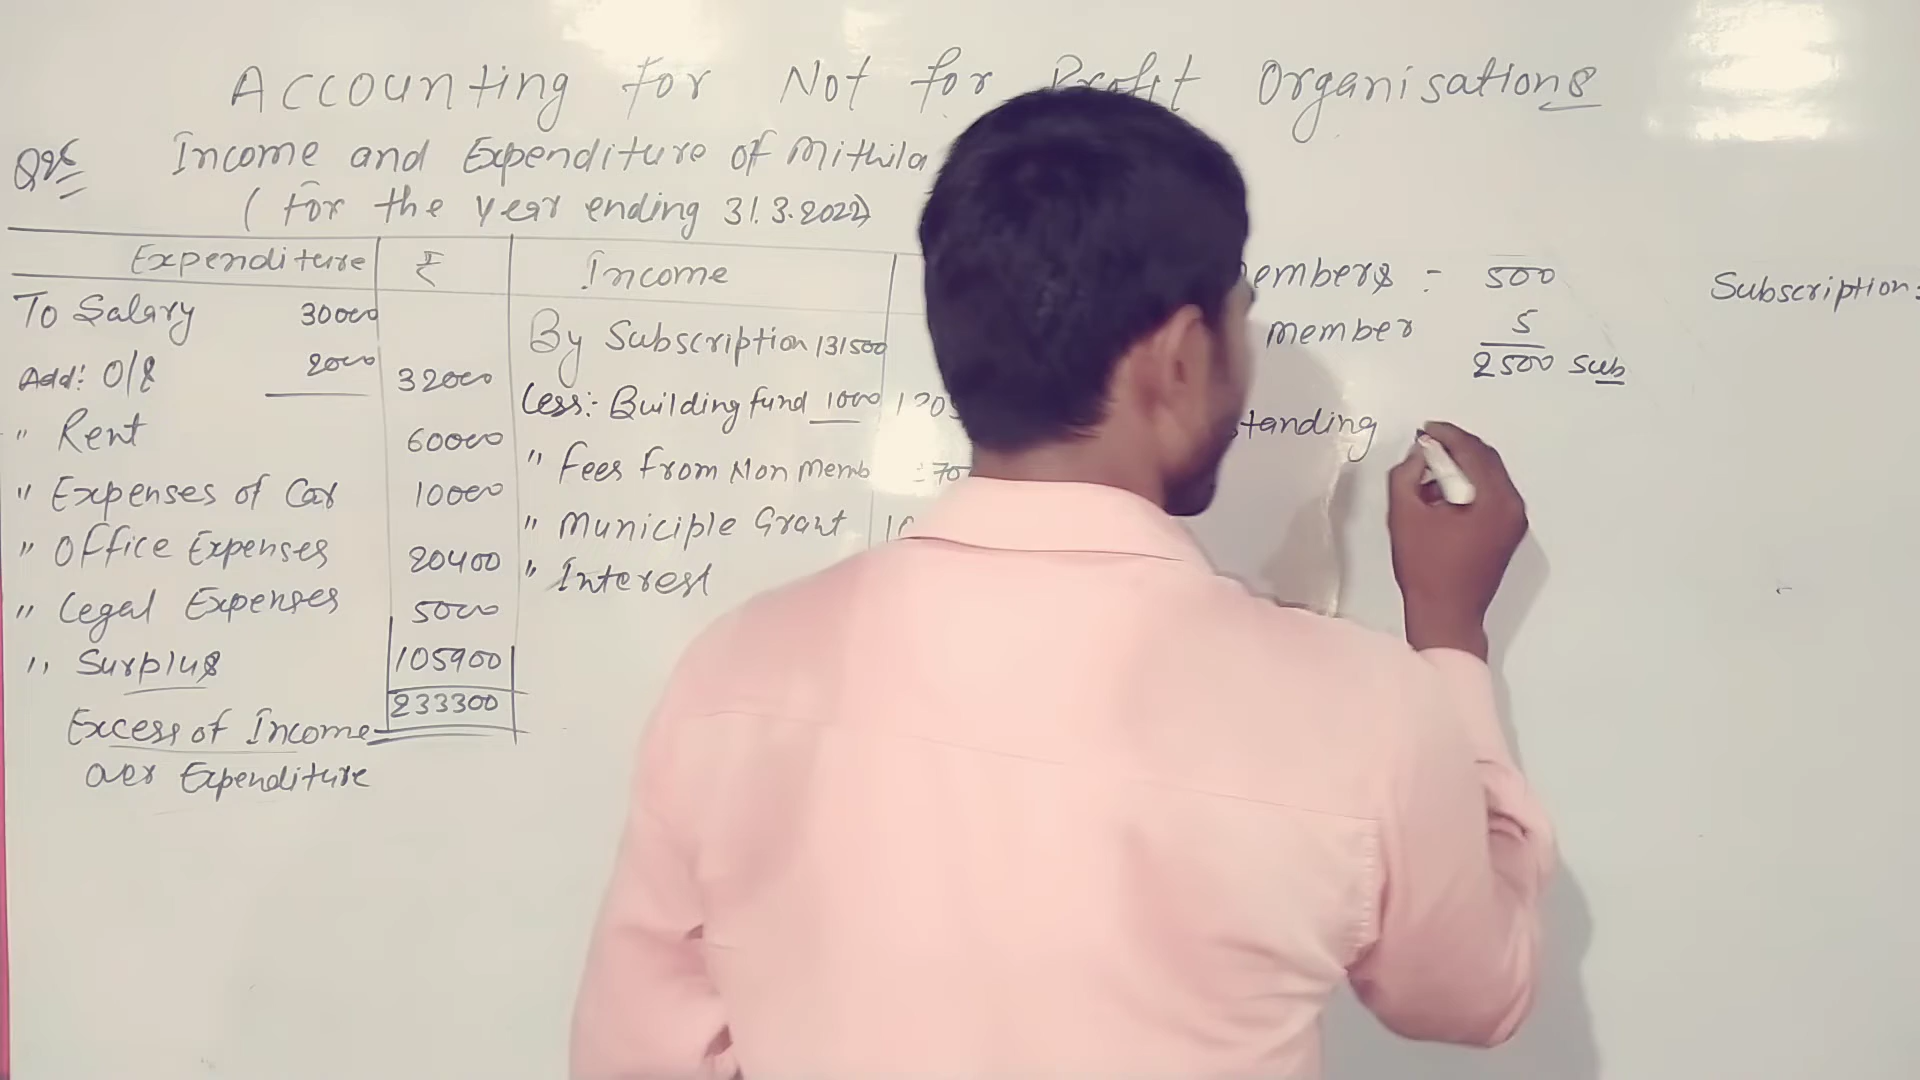 Accounting for Not for Profit Organisations
Income and Expenditure of Mithila
(For the year ending 31.3.2022)
Expenditure ₹ Income
To Salary 30000
Add: O/S 2000 32000
" Rent 60000
" Expenses of Car 10000
" Office Expenses 20400
" Legal Expenses 5000
" Surplus 105900
233300
Excess of Income
over Expenditure
By Subscription 131500
Less:- Building fund 1000
" Fees From Non Memb
" Municiple Grant
" Interest
embers = 500
member 5
2500 Sub
standing
Subscription: